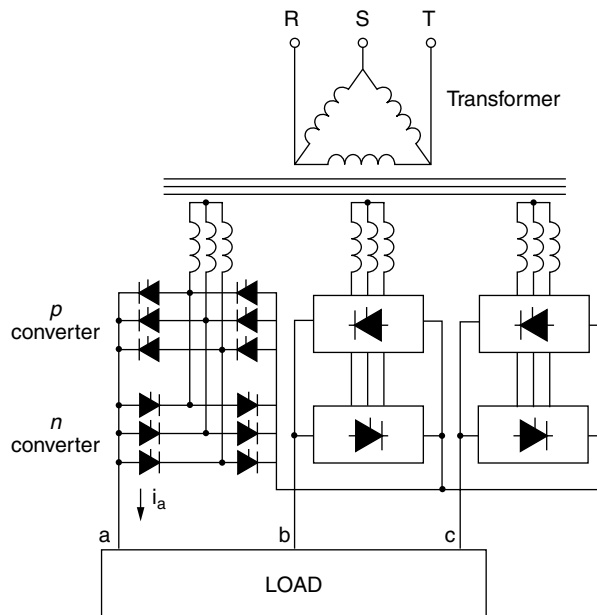 R S T
Transformer
p
converter
n
converter
i_a
a b c
LOAD